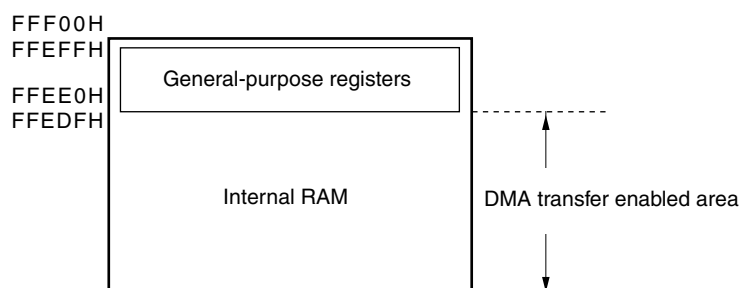 FFF00H
FFEFFH
General-purpose registers
FFEE0H
FFEDFH
Internal RAM
DMA transfer enabled area